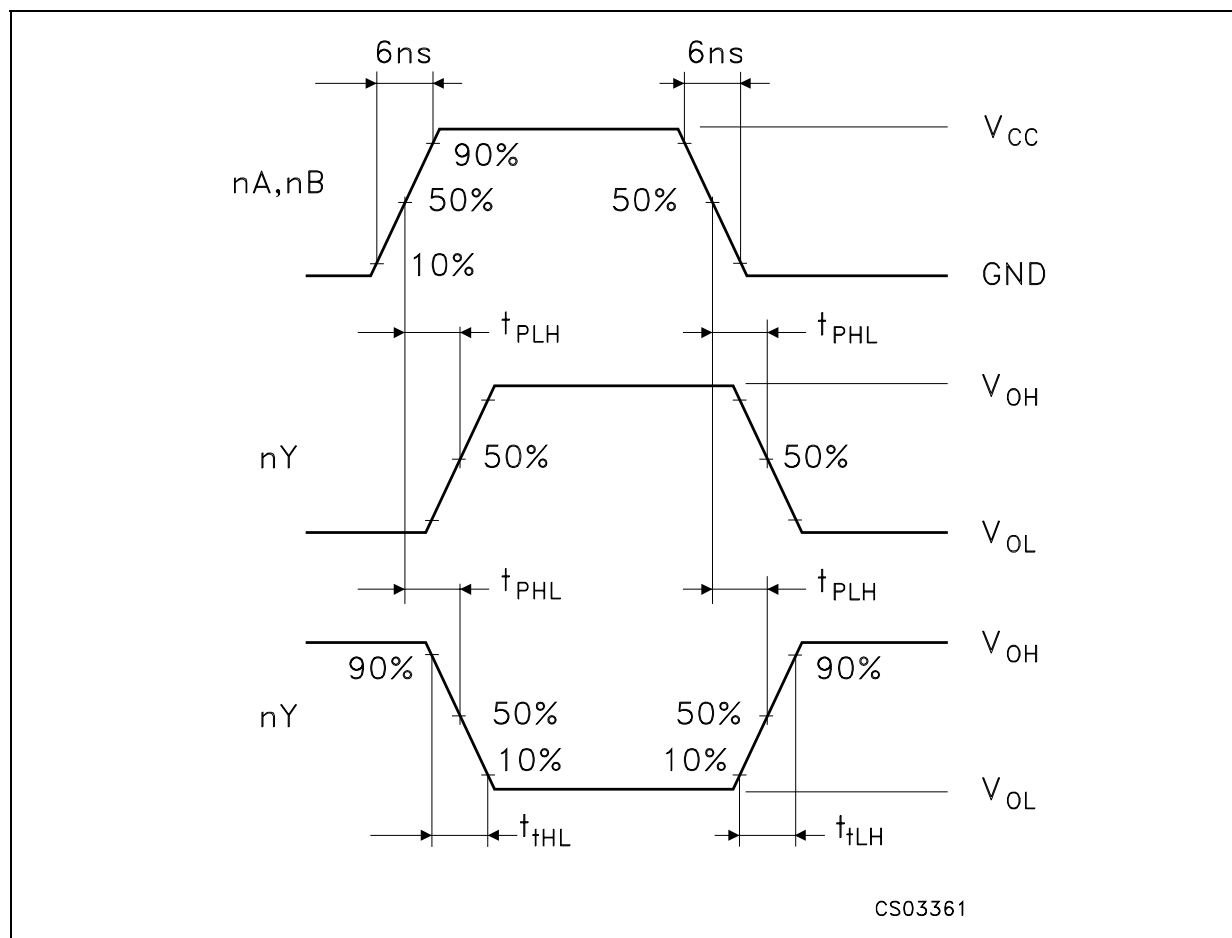 6ns 6ns
V_CC
90%
nA,nB 50% 50%
10% GND
t_PLH t_PHL
V_OH
nY 50% 50%
V_OL
t_PHL t_PLH
V_OH
90% 90%
nY 50% 50%
10% 10%
V_OL
t_tHL t_tLH
CS03361